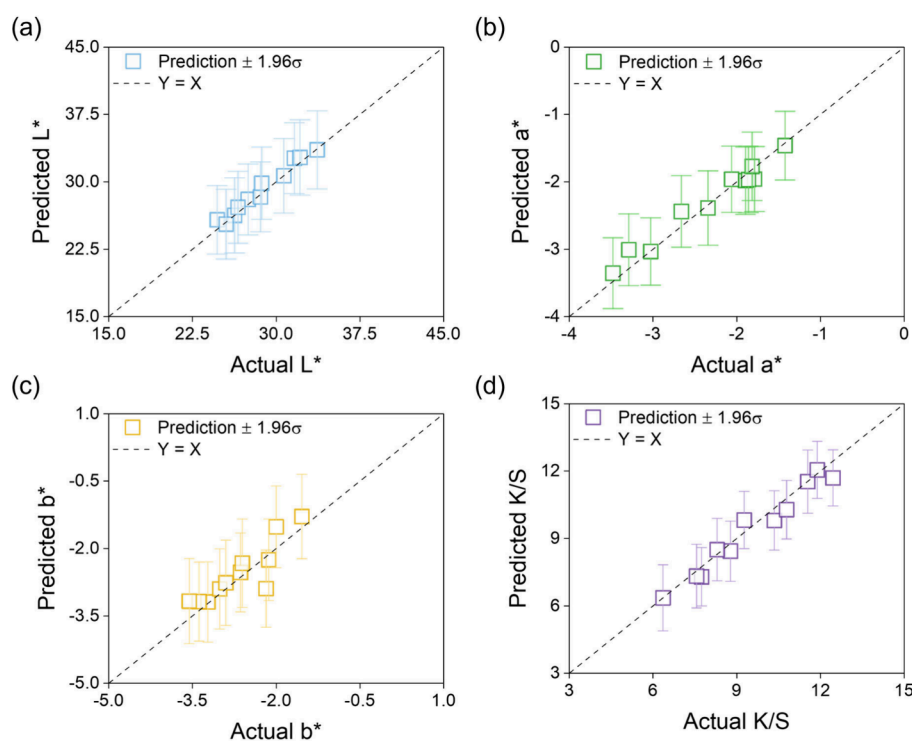 (a)
45.0
37.5
30.0
22.5
15.0
Predicted L*
Prediction ± 1.96σ
Y = X
15.0 22.5 30.0 37.5 45.0
Actual L*
(b)
0
-1
-2
-3
-4
Predicted a*
Prediction ± 1.96σ
Y = X
-4 -3 -2 -1 0
Actual a*
(c)
1.0
-0.5
-2.0
-3.5
-5.0
Predicted b*
Prediction ± 1.96σ
Y = X
-5.0 -3.5 -2.0 -0.5 1.0
Actual b*
(d)
15
12
9
6
3
Predicted K/S
Prediction ± 1.96σ
Y = X
3 6 9 12 15
Actual K/S